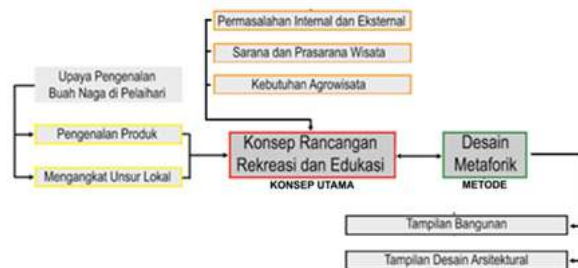 Permasalahan Internal dan Eksternal
Sarana dan Prasarana Wisata
Kebutuhan Agrowisata
Upaya Pengenalan
Buah Naga di Pelaihari
Pengenalan Produk
Mengangkat Unsur Lokal
Konsep Rancangan
Rekreasi dan Edukasi
KONSEP UTAMA
Desain
Metaforik
METODE
Tampilan Bangunan
Tampilan Desain Arsitektural